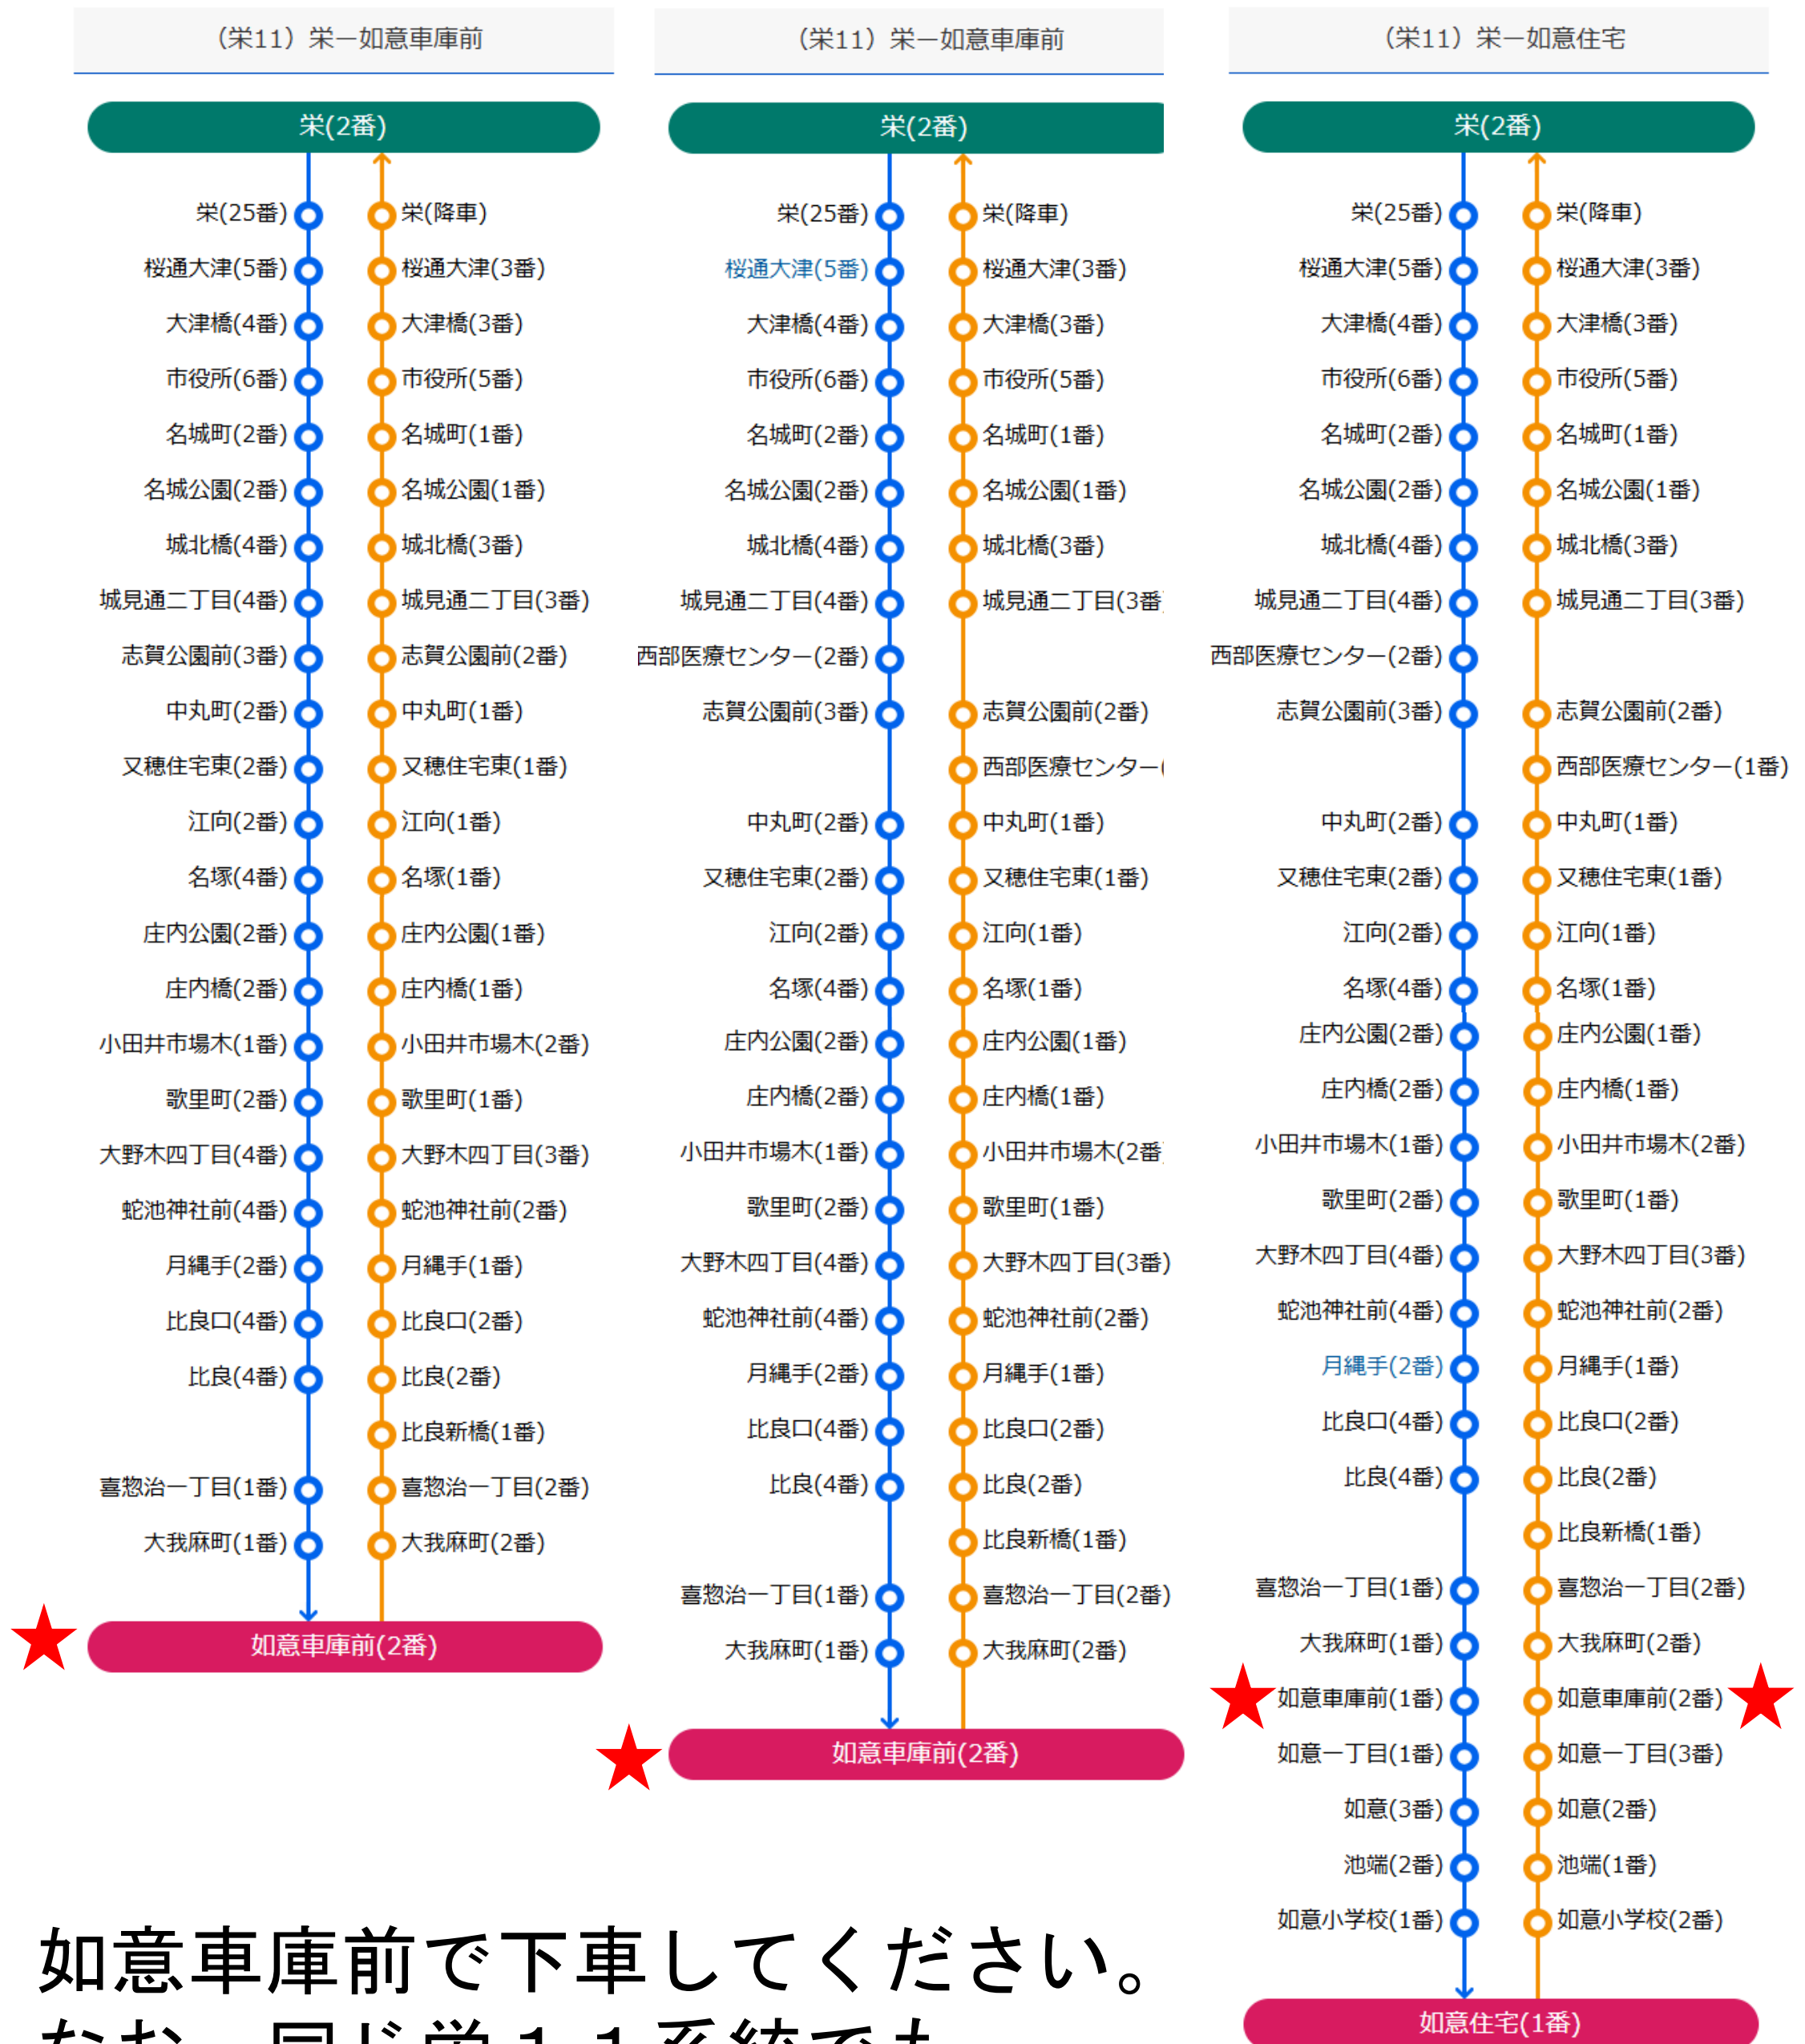 （栄11）栄ー如意車庫前
栄(2番)
栄(25番) 栄(降車)
桜通大津(5番) 桜通大津(3番)
大津橋(4番) 大津橋(3番)
市役所(6番) 市役所(5番)
名城町(2番) 名城町(1番)
名城公園(2番) 名城公園(1番)
城北橋(4番) 城北橋(3番)
城見通二丁目(4番) 城見通二丁目(3番)
志賀公園前(3番) 志賀公園前(2番)
中丸町(2番) 中丸町(1番)
又穂住宅東(2番) 又穂住宅東(1番)
江向(2番) 江向(1番)
名塚(4番) 名塚(1番)
庄内公園(2番) 庄内公園(1番)
庄内橋(2番) 庄内橋(1番)
小田井市場木(1番) 小田井市場木(2番)
歌里町(2番) 歌里町(1番)
大野木四丁目(4番) 大野木四丁目(3番)
蛇池神社前(4番) 蛇池神社前(2番)
月縄手(2番) 月縄手(1番)
比良口(4番) 比良口(2番)
比良(4番) 比良(2番)
比良新橋(1番)
喜惣治一丁目(1番) 喜惣治一丁目(2番)
大我麻町(1番) 大我麻町(2番)
如意車庫前(2番)
（栄11）栄ー如意車庫前
栄(2番)
栄(25番) 栄(降車)
桜通大津(5番) 桜通大津(3番)
大津橋(4番) 大津橋(3番)
市役所(6番) 市役所(5番)
名城町(2番) 名城町(1番)
名城公園(2番) 名城公園(1番)
城北橋(4番) 城北橋(3番)
城見通二丁目(4番) 城見通二丁目(3番
西部医療センター(2番)
志賀公園前(3番) 志賀公園前(2番)
西部医療センター(
中丸町(2番) 中丸町(1番)
又穂住宅東(2番) 又穂住宅東(1番)
江向(2番) 江向(1番)
名塚(4番) 名塚(1番)
庄内公園(2番) 庄内公園(1番)
庄内橋(2番) 庄内橋(1番)
小田井市場木(1番) 小田井市場木(2番
歌里町(2番) 歌里町(1番)
大野木四丁目(4番) 大野木四丁目(3番)
蛇池神社前(4番) 蛇池神社前(2番)
月縄手(2番) 月縄手(1番)
比良口(4番) 比良口(2番)
比良(4番) 比良(2番)
比良新橋(1番)
喜惣治一丁目(1番) 喜惣治一丁目(2番)
大我麻町(1番) 大我麻町(2番)
如意車庫前(2番)
（栄11）栄ー如意住宅
栄(2番)
栄(25番) 栄(降車)
桜通大津(5番) 桜通大津(3番)
大津橋(4番) 大津橋(3番)
市役所(6番) 市役所(5番)
名城町(2番) 名城町(1番)
名城公園(2番) 名城公園(1番)
城北橋(4番) 城北橋(3番)
城見通二丁目(4番) 城見通二丁目(3番)
西部医療センター(2番)
志賀公園前(3番) 志賀公園前(2番)
西部医療センター(1番)
中丸町(2番) 中丸町(1番)
又穂住宅東(2番) 又穂住宅東(1番)
江向(2番) 江向(1番)
名塚(4番) 名塚(1番)
庄内公園(2番) 庄内公園(1番)
庄内橋(2番) 庄内橋(1番)
小田井市場木(1番) 小田井市場木(2番)
歌里町(2番) 歌里町(1番)
大野木四丁目(4番) 大野木四丁目(3番)
蛇池神社前(4番) 蛇池神社前(2番)
月縄手(2番) 月縄手(1番)
比良口(4番) 比良口(2番)
比良(4番) 比良(2番)
比良新橋(1番)
喜惣治一丁目(1番) 喜惣治一丁目(2番)
大我麻町(1番) 大我麻町(2番)
如意車庫前(1番) 如意車庫前(2番)
如意一丁目(1番) 如意一丁目(3番)
如意(3番) 如意(2番)
池端(2番) 池端(1番)
如意小学校(1番) 如意小学校(2番)
如意住宅(1番)
如意車庫前で下車してください。
なお、同じ栄１１系統でも